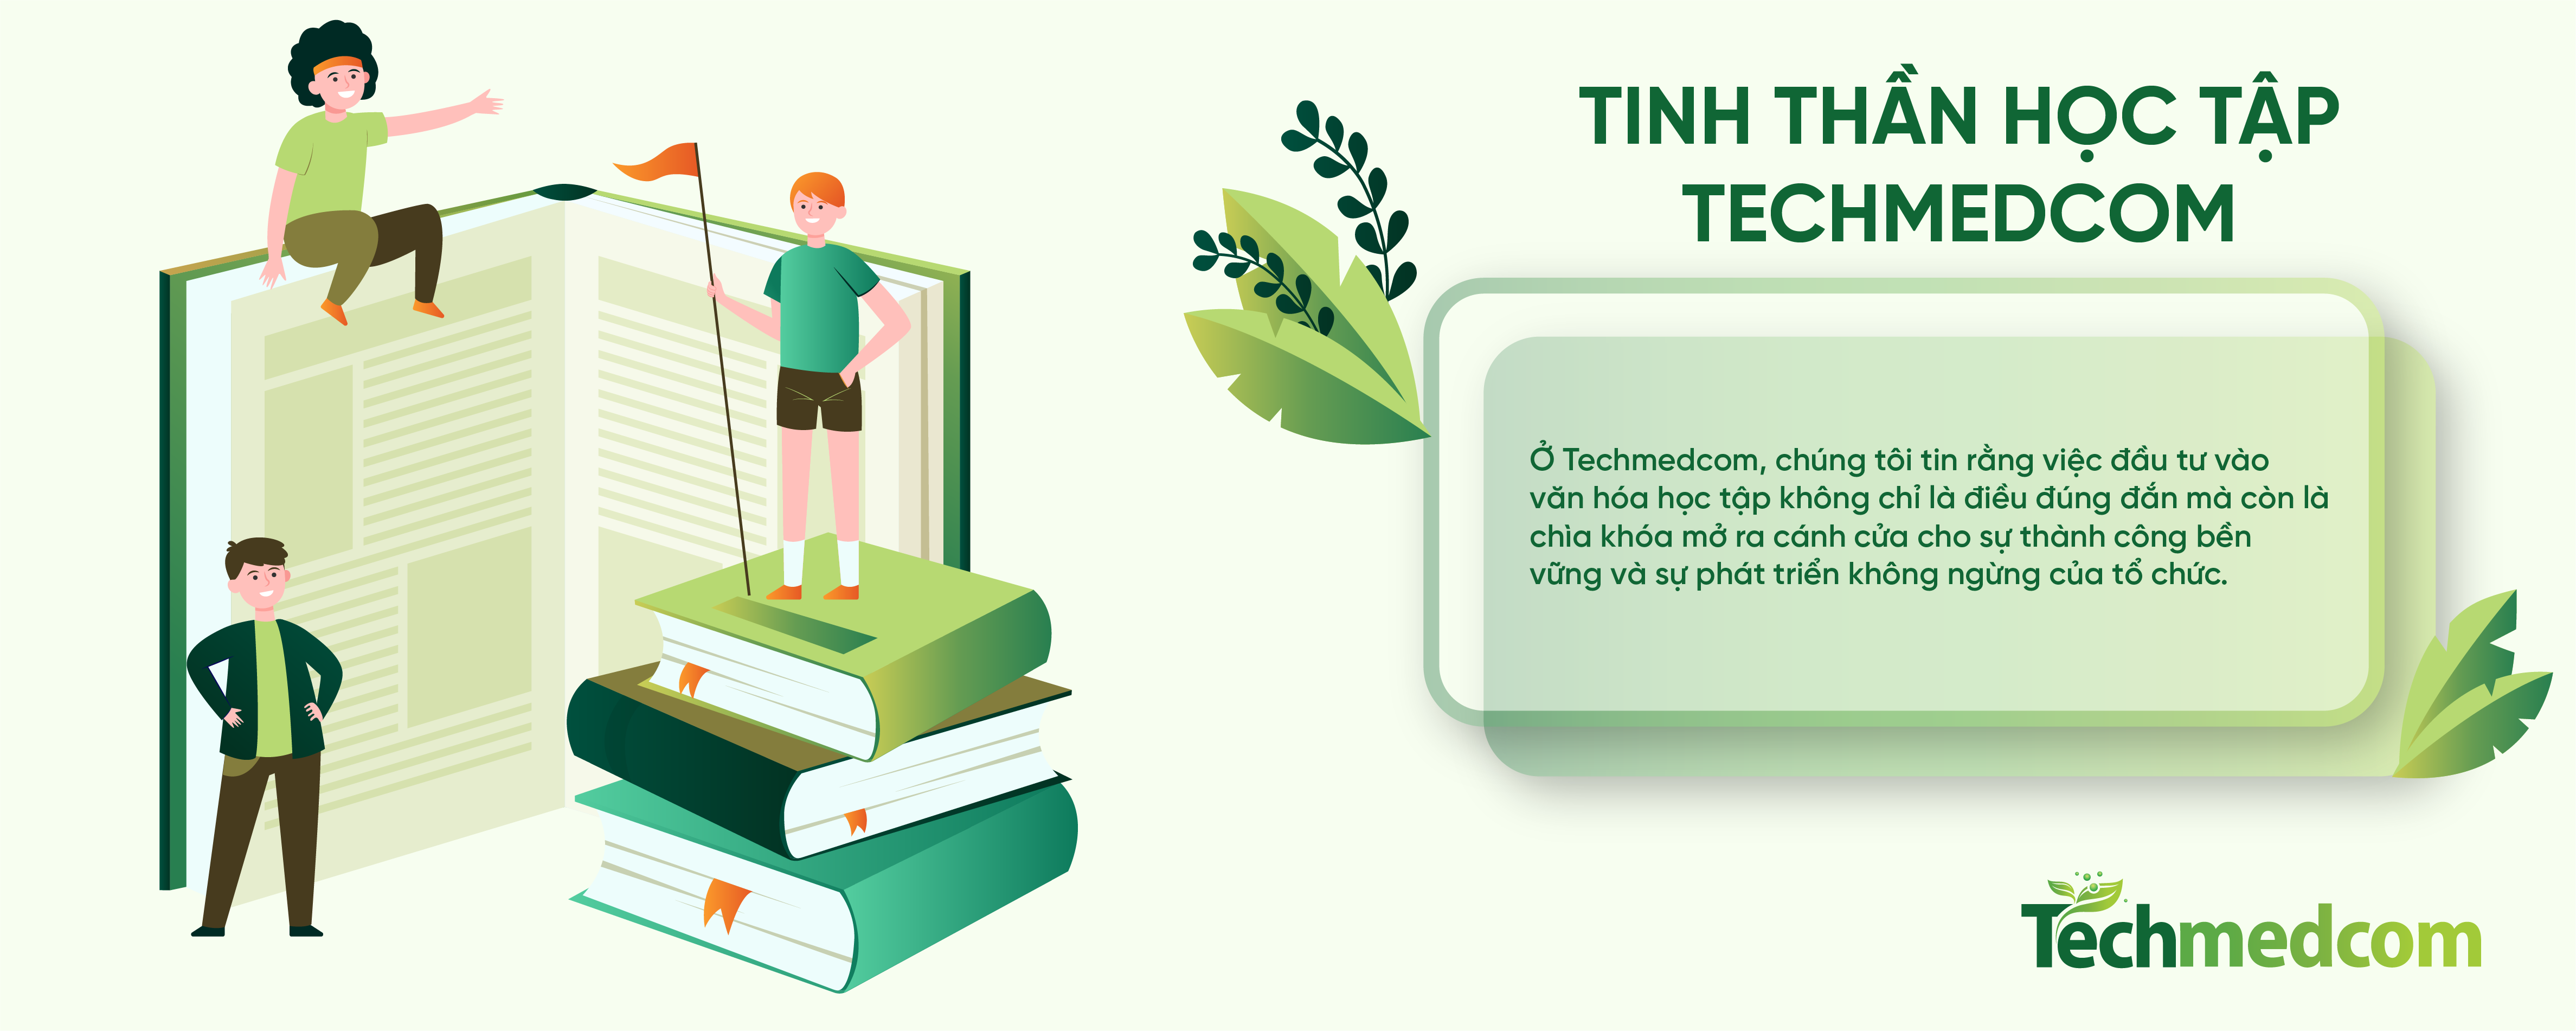 TINH THẦN HỌC TẬP
TECHMEDCOM
Ở Techmedcom, chúng tôi tin rằng việc đầu tư vào
văn hóa học tập không chỉ là điều đúng đắn mà còn là
chìa khóa mở ra cánh cửa cho sự thành công bền
vững và sự phát triển không ngừng của tổ chức.
Techmedcom